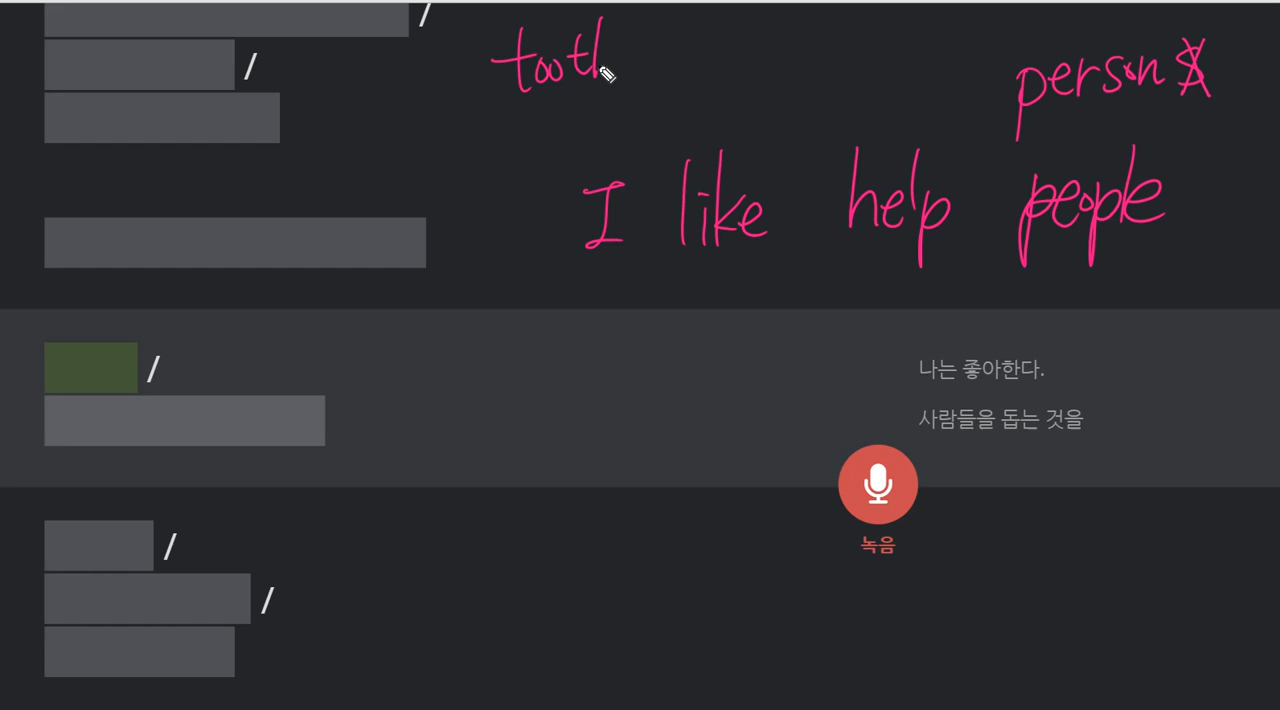 /
tooth
/
person$
I like help people
/
나는 좋아한다.
사람들을 돕는 것을
녹음
/
/